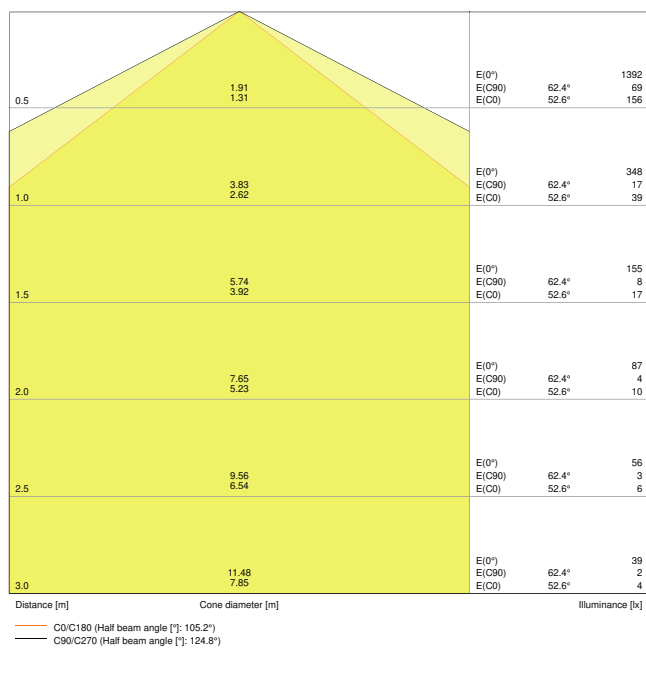 E(0°) 1392
1.91 E(C90) 62.4° 69
0.5 1.31 E(C0) 52.6° 156
E(0°) 348
3.83 E(C90) 62.4° 17
1.0 2.62 E(C0) 52.6° 39
E(0°) 155
5.74 E(C90) 62.4° 8
1.5 3.92 E(C0) 52.6° 17
E(0°) 87
7.65 E(C90) 62.4° 4
2.0 5.23 E(C0) 52.6° 10
E(0°) 56
9.56 E(C90) 62.4° 3
2.5 6.54 E(C0) 52.6° 6
E(0°) 39
11.48 E(C90) 62.4° 2
3.0 7.85 E(C0) 52.6° 4
Distance [m] Cone diameter [m] Illuminance [lx]
C0/C180 (Half beam angle [°]: 105.2°)
C90/C270 (Half beam angle [°]: 124.8°)